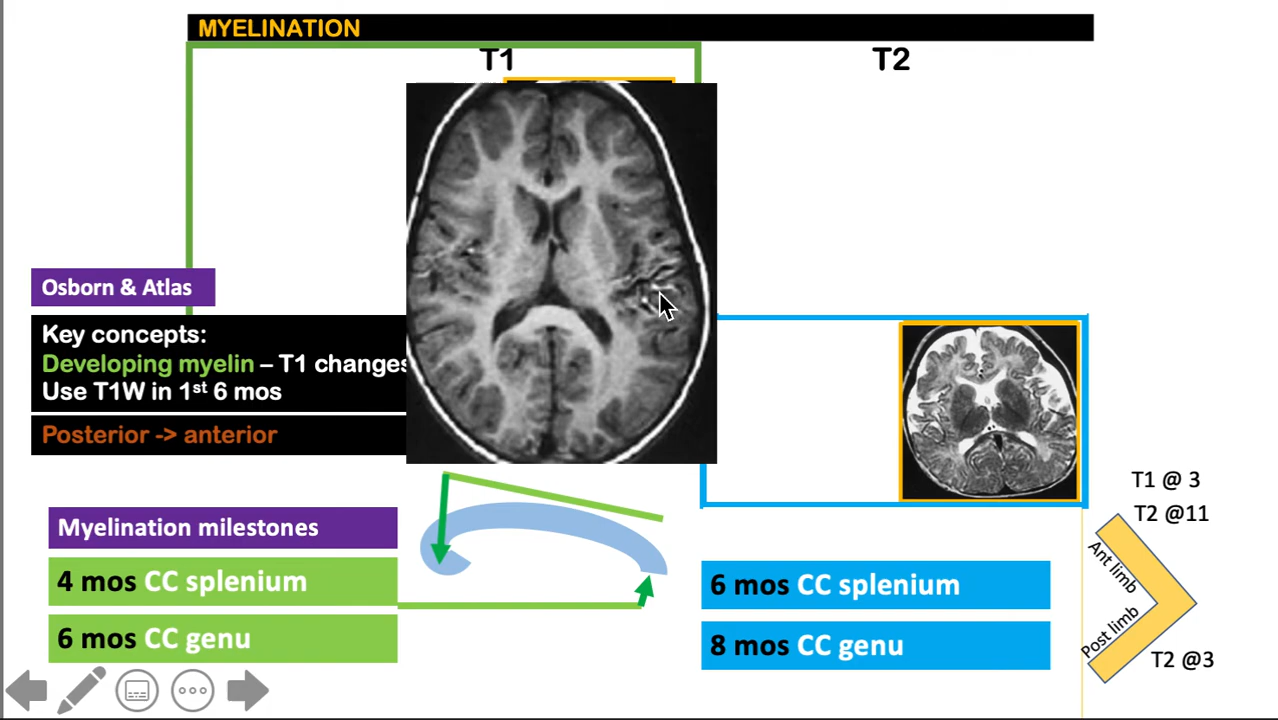 MYELINATION
T1
T2
Osborn & Atlas
Key concepts:
Developing myelin – T1 changes
Use T1W in 1st 6 mos
Posterior -> anterior
Myelination milestones
4 mos CC splenium
6 mos CC genu
6 mos CC splenium
8 mos CC genu
T1 @ 3
T2 @11
Ant limb
Post limb
T2 @3